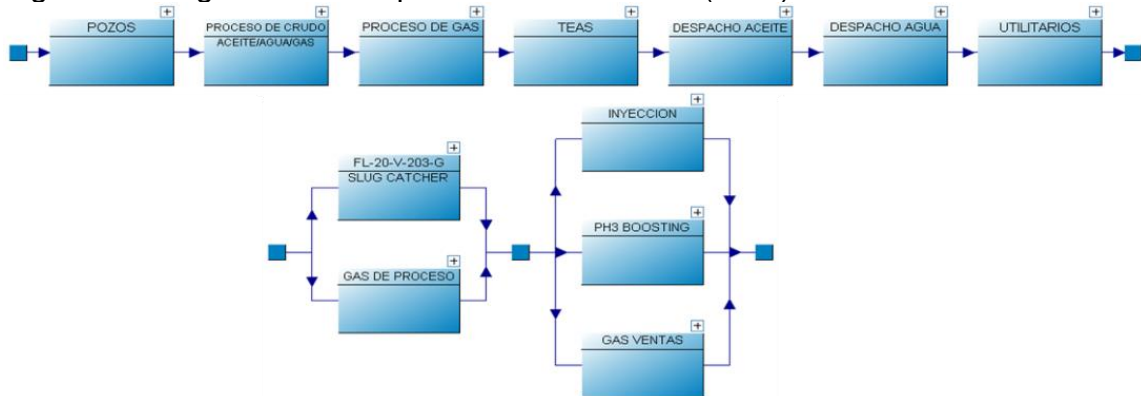 POZOS
PROCESO DE CRUDO
ACEITE/AGUA/GAS
PROCESO DE GAS
TEAS
DESPACHO ACEITE
DESPACHO AGUA
UTILITARIOS
INYECCION
FL-20-V-203-G
SLUG CATCHER
PH3 BOOSTING
GAS DE PROCESO
GAS VENTAS